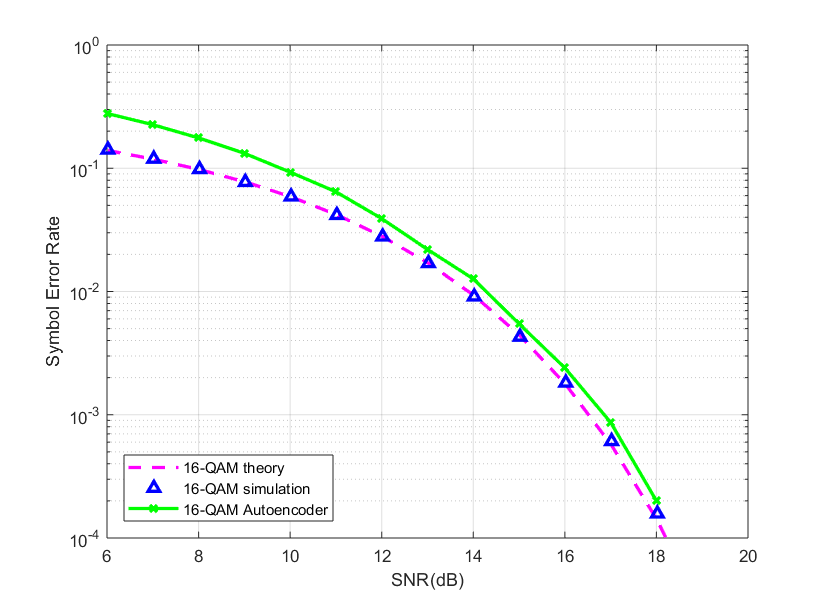 10^0
10^-1
10^-2
10^-3
10^-4
Symbol Error Rate
16-QAM theory
16-QAM simulation
16-QAM Autoencoder
6 8 10 12 14 16 18 20
SNR(dB)